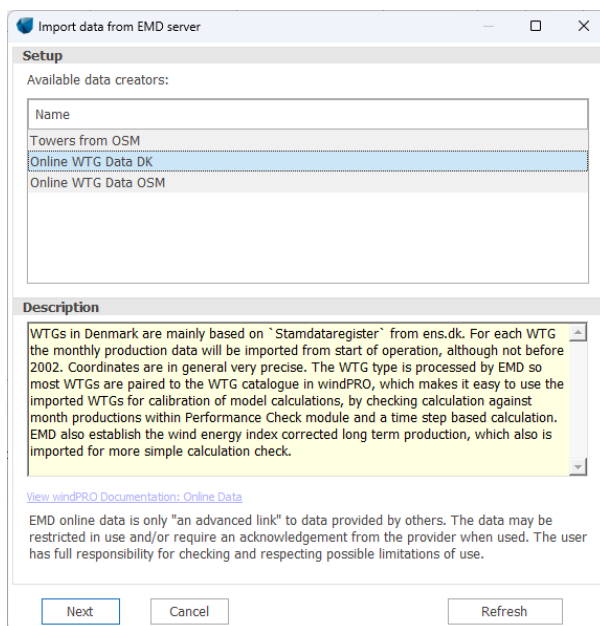 Import data from EMD server
Setup
Available data creators:
Name
Towers from OSM
Online WTG Data DK
Online WTG Data OSM
Description
WTGs in Denmark are mainly based on `Stamdataregister` from ens.dk. For each WTG
the monthly production data will be imported from start of operation, although not before
2002. Coordinates are in general very precise. The WTG type is processed by EMD so
most WTGs are paired to the WTG catalogue in windPRO, which makes it easy to use the
imported WTGs for calibration of model calculations, by checking calculation against
month productions within Performance Check module and a time step based calculation.
EMD also establish the wind energy index corrected long term production, which also is
imported for more simple calculation check.
View windPRO Documentation: Online Data
EMD online data is only "an advanced link" to data provided by others. The data may be
restricted in use and/or require an acknowledgement from the provider when used. The user
has full responsibility for checking and respecting possible limitations of use.
Next Cancel Refresh